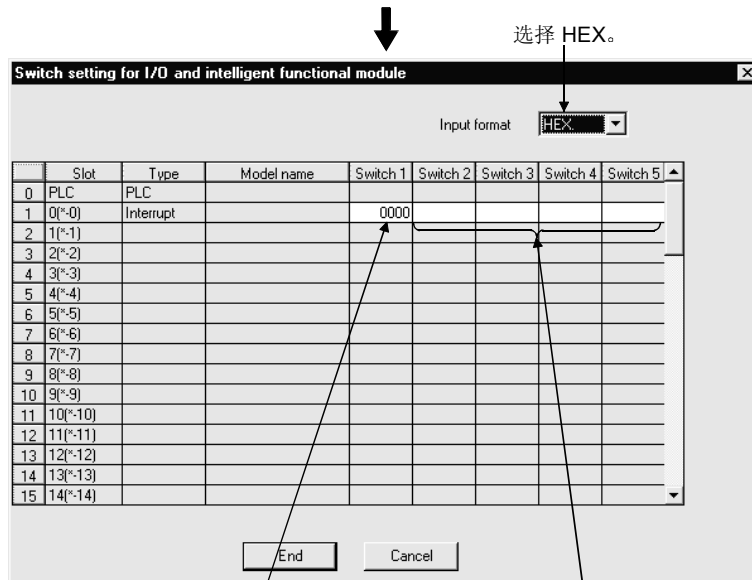 选择 HEX。
Switch setting for I/O and intelligent functional module
Input format HEX.
Slot Type Model name Switch 1 Switch 2 Switch 3 Switch 4 Switch 5
0 PLC PLC
1 0(*-0) Interrupt 0000
2 1(*-1)
3 2(*-2)
4 3(*-3)
5 4(*-4)
6 5(*-5)
7 6(*-6)
8 7(*-7)
9 8(*-8)
10 9(*-9)
11 10(*-10)
12 11(*-11)
13 12(*-12)
14 13(*-13)
15 14(*-14)
End Cancel